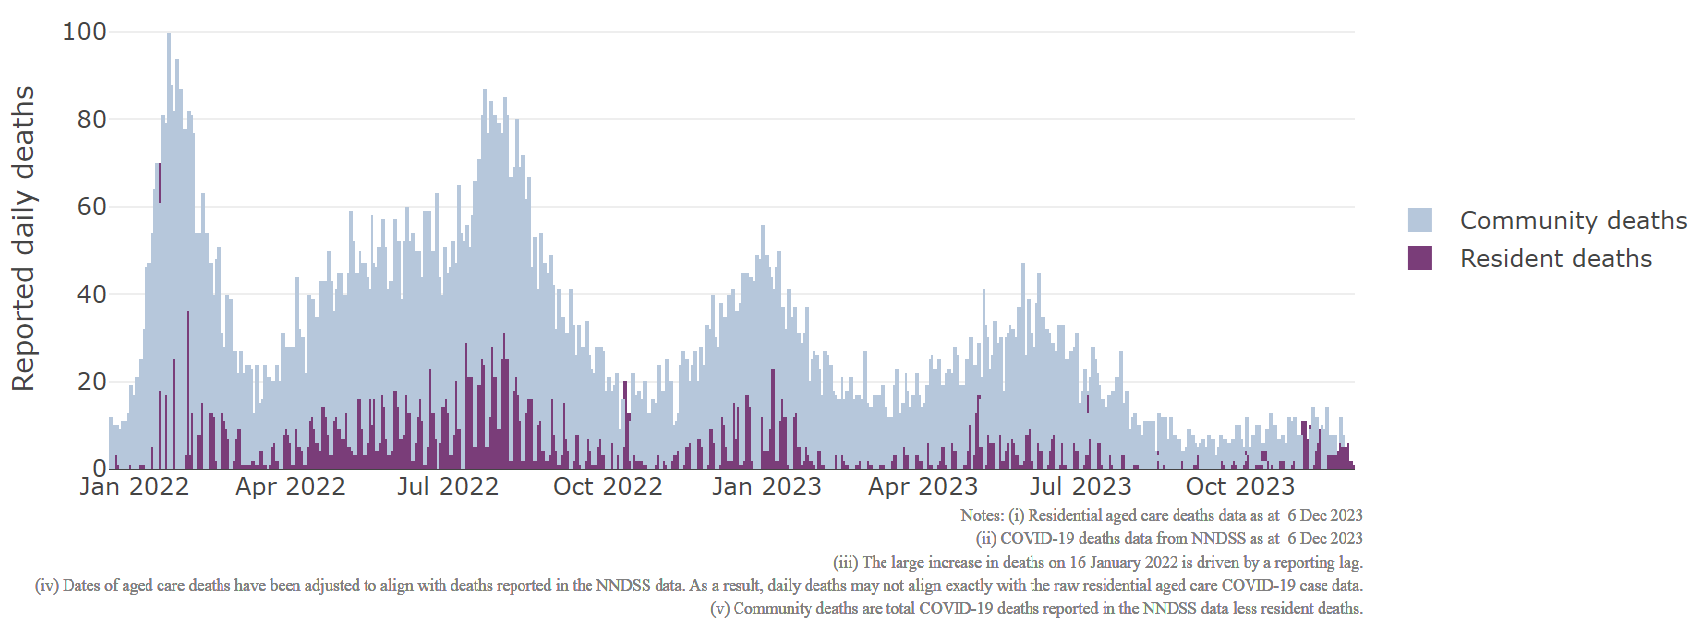 Reported daily deaths
100
80
60
40
20
0
Jan 2022 Apr 2022 Jul 2022 Oct 2022 Jan 2023 Apr 2023 Jul 2023 Oct 2023
Community deaths
Resident deaths
Notes: (i) Residential aged care deaths data as at 6 Dec 2023
(ii) COVID-19 deaths data from NNDSS as at 6 Dec 2023
(iii) The large increase in deaths on 16 January 2022 is driven by a reporting lag.
(iv) Dates of aged care deaths have been adjusted to align with deaths reported in the NNDSS data. As a result, daily deaths may not align exactly with the raw residential aged care COVID-19 case data.
(v) Community deaths are total COVID-19 deaths reported in the NNDSS data less resident deaths.